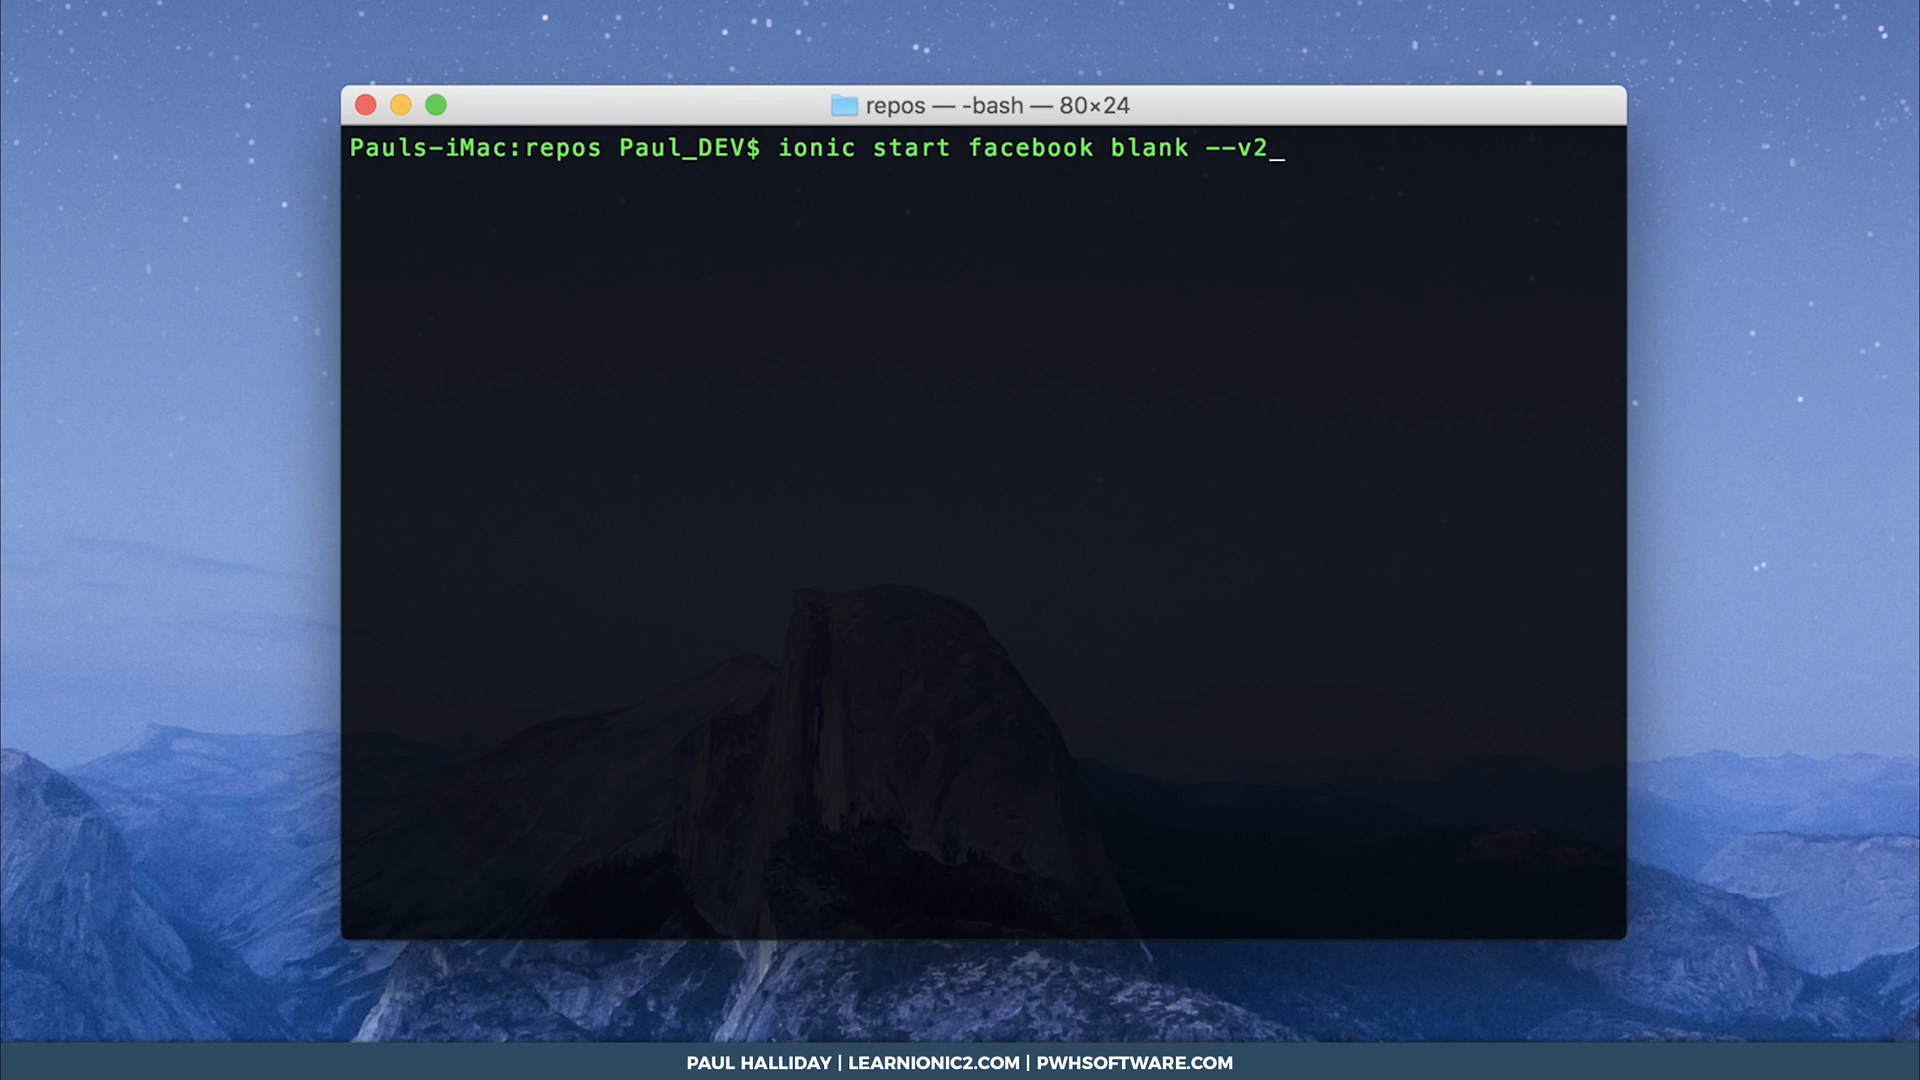 repos — -bash — 80×24
Pauls-iMac:repos Paul_DEV$ ionic start facebook blank --v2_
PAUL HALLIDAY | LEARNIONIC2.COM | PWHSOFTWARE.COM